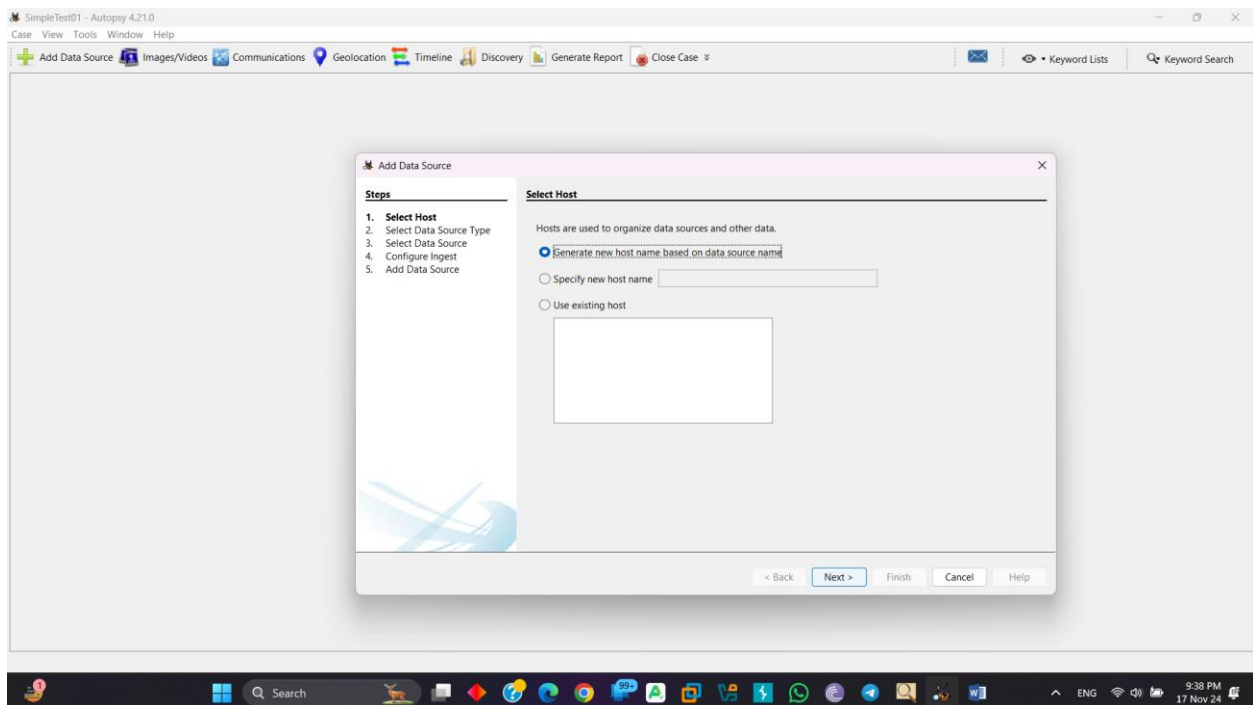 SimpleTest01 - Autopsy 4.21.0
Case View Tools Window Help
Add Data Source Images/Videos Communications Geolocation Timeline Discovery Generate Report Close Case Keyword Lists Keyword Search
Add Data Source
Steps
1. Select Host
2. Select Data Source Type
3. Select Data Source
4. Configure Ingest
5. Add Data Source
Select Host
Hosts are used to organize data sources and other data.
Generate new host name based on data source name
Specify new host name
Use existing host
< Back Next > Finish Cancel Help
1
Search
99+
ENG
9:38 PM
17 Nov 24